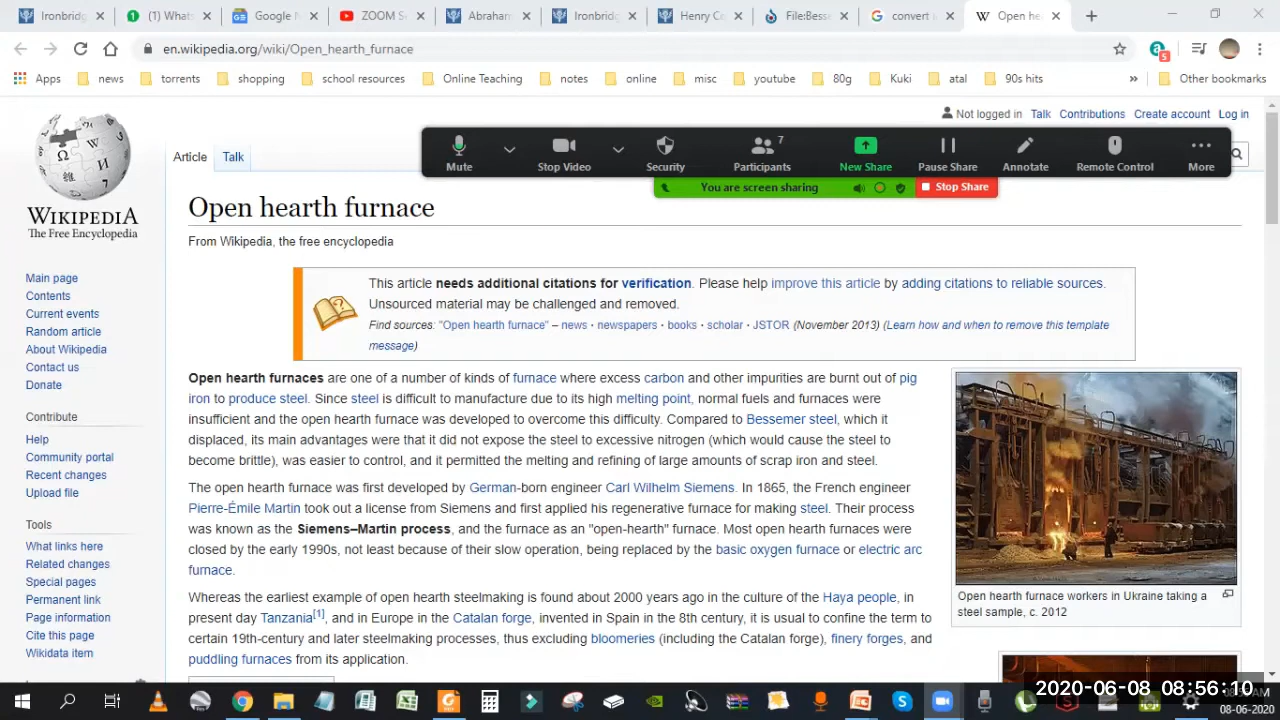 Ironbridg
(1) Whats
Google N
YouTube ZOOM S
Abraham
Ironbridg
Henry Co
File:Bess
convert i
Open hea
en.wikipedia.org/wiki/Open_hearth_furnace
Apps news torrents shopping school resources Online Teaching notes online misc youtube 80g Kuki atal 90s hits » Other bookmarks
Not logged in Talk Contributions Create account Log in
Article Talk
Mute Stop Video Security Participants 7 New Share Pause Share Annotate Remote Control More
You are screen sharing Stop Share
WIKIPEDIA
The Free Encyclopedia
Open hearth furnace
From Wikipedia, the free encyclopedia
This article needs additional citations for verification. Please help improve this article by adding citations to reliable sources.
Unsourced material may be challenged and removed.
Find sources: "Open hearth furnace" – news · newspapers · books · scholar · JSTOR (November 2013) (Learn how and when to remove this template
message)
Main page
Contents
Current events
Random article
About Wikipedia
Contact us
Donate
Contribute
Help
Community portal
Recent changes
Upload file
Tools
What links here
Related changes
Special pages
Permanent link
Page information
Cite this page
Wikidata item
Open hearth furnaces are one of a number of kinds of furnace where excess carbon and other impurities are burnt out of pig
iron to produce steel. Since steel is difficult to manufacture due to its high melting point, normal fuels and furnaces were
insufficient and the open hearth furnace was developed to overcome this difficulty. Compared to Bessemer steel, which it
displaced, its main advantages were that it did not expose the steel to excessive nitrogen (which would cause the steel to
become brittle), was easier to control, and it permitted the melting and refining of large amounts of scrap iron and steel.
The open hearth furnace was first developed by German-born engineer Carl Wilhelm Siemens. In 1865, the French engineer
Pierre-Émile Martin took out a license from Siemens and first applied his regenerative furnace for making steel. Their process
was known as the Siemens–Martin process, and the furnace as an "open-hearth" furnace. Most open hearth furnaces were
closed by the early 1990s, not least because of their slow operation, being replaced by the basic oxygen furnace or electric arc
furnace.
Whereas the earliest example of open hearth steelmaking is found about 2000 years ago in the culture of the Haya people, in
present day Tanzania[1], and in Europe in the Catalan forge, invented in Spain in the 8th century, it is usual to confine the term to
certain 19th-century and later steelmaking processes, thus excluding bloomeries (including the Catalan forge), finery forges, and
puddling furnaces from its application.
Open hearth furnace workers in Ukraine taking a
steel sample, c. 2012
2020-06-08 08:56:10
08-06-2020